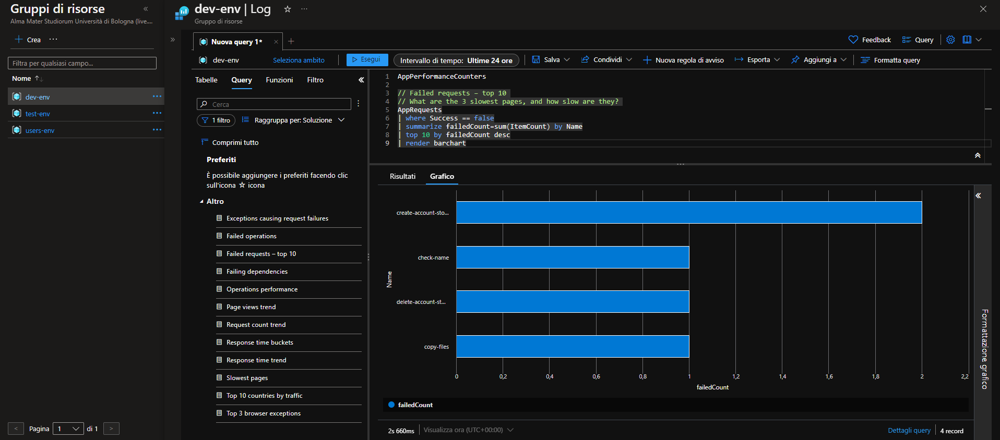 Gruppi di risorse
«
Alma Mater Studiorum Università di Bologna (live....
+ Crea ···
Filtra per qualsiasi campo...
Nome ↑↓
dev-env ···
test-env ···
users-env ···
< Pagina 1 di 1 >
dev-env | Log ☆ ···
Gruppo di risorse
»
Nuova query 1* × +
Feedback Query
dev-env Seleziona ambito Esegui Intervallo di tempo: Ultime 24 ore Salva Condividi + Nuova regola di avviso Esporta Aggiungi a Formatta query
Tabelle Query Funzioni Filtro «
Cerca
1 filtro Raggruppa per: Soluzione
Comprimi tutto
Preferiti
È possibile aggiungere i preferiti facendo clic
sull'icona ☆ icona
Altro
Exceptions causing request failures
Failed operations
Failed requests – top 10
Failing dependencies
Operations performance
Page views trend
Request count trend
Response time buckets
Response time trend
Slowest pages
Top 10 countries by traffic
Top 3 browser exceptions
1 AppPerformanceCounters
2
3 // Failed requests – top 10
4 // What are the 3 slowest pages, and how slow are they?
5 AppRequests
6 | where Success == false
7 | summarize failedCount=sum(ItemCount) by Name
8 | top 10 by failedCount desc
9 | render barchart
Risultati Grafico
create-account-sto...
check-name
delete-account-st...
copy-files
Name
0 0,2 0,4 0,6 0,8 1 1,2 1,4 1,6 1,8 2 2,2
failedCount
failedCount
«
Formattazione grafico
2s 660ms Visualizza ora (UTC+00:00) Dettagli query 4 record